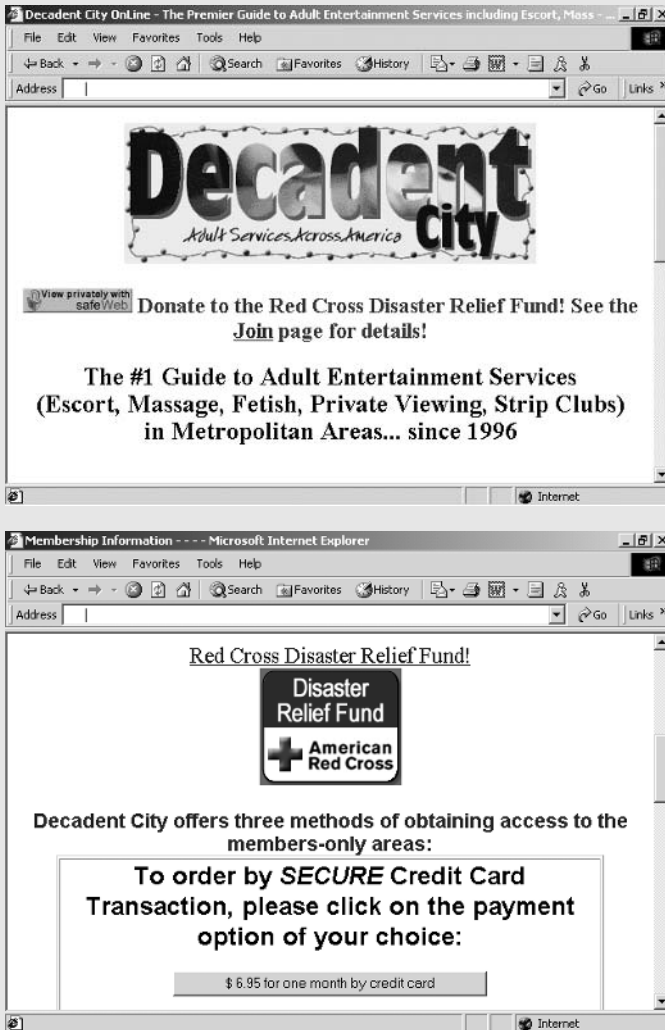 Decadent City OnLine - The Premier Guide to Adult Entertainment Services including Escort, Mass - ...
File Edit View Favorites Tools Help
Back Search Favorites History
Address Go Links »
Decadent
City
Adult Services Across America
View privately with
safeWeb
Donate to the Red Cross Disaster Relief Fund! See the
Join page for details!
The #1 Guide to Adult Entertainment Services
(Escort, Massage, Fetish, Private Viewing, Strip Clubs)
in Metropolitan Areas... since 1996
Internet
Membership Information - - - - Microsoft Internet Explorer
File Edit View Favorites Tools Help
Back Search Favorites History
Address Go Links »
Red Cross Disaster Relief Fund!
Disaster
Relief Fund
American
Red Cross
Decadent City offers three methods of obtaining access to the
members-only areas:
To order by SECURE Credit Card
Transaction, please click on the payment
option of your choice:
$ 6.95 for one month by credit card
Internet